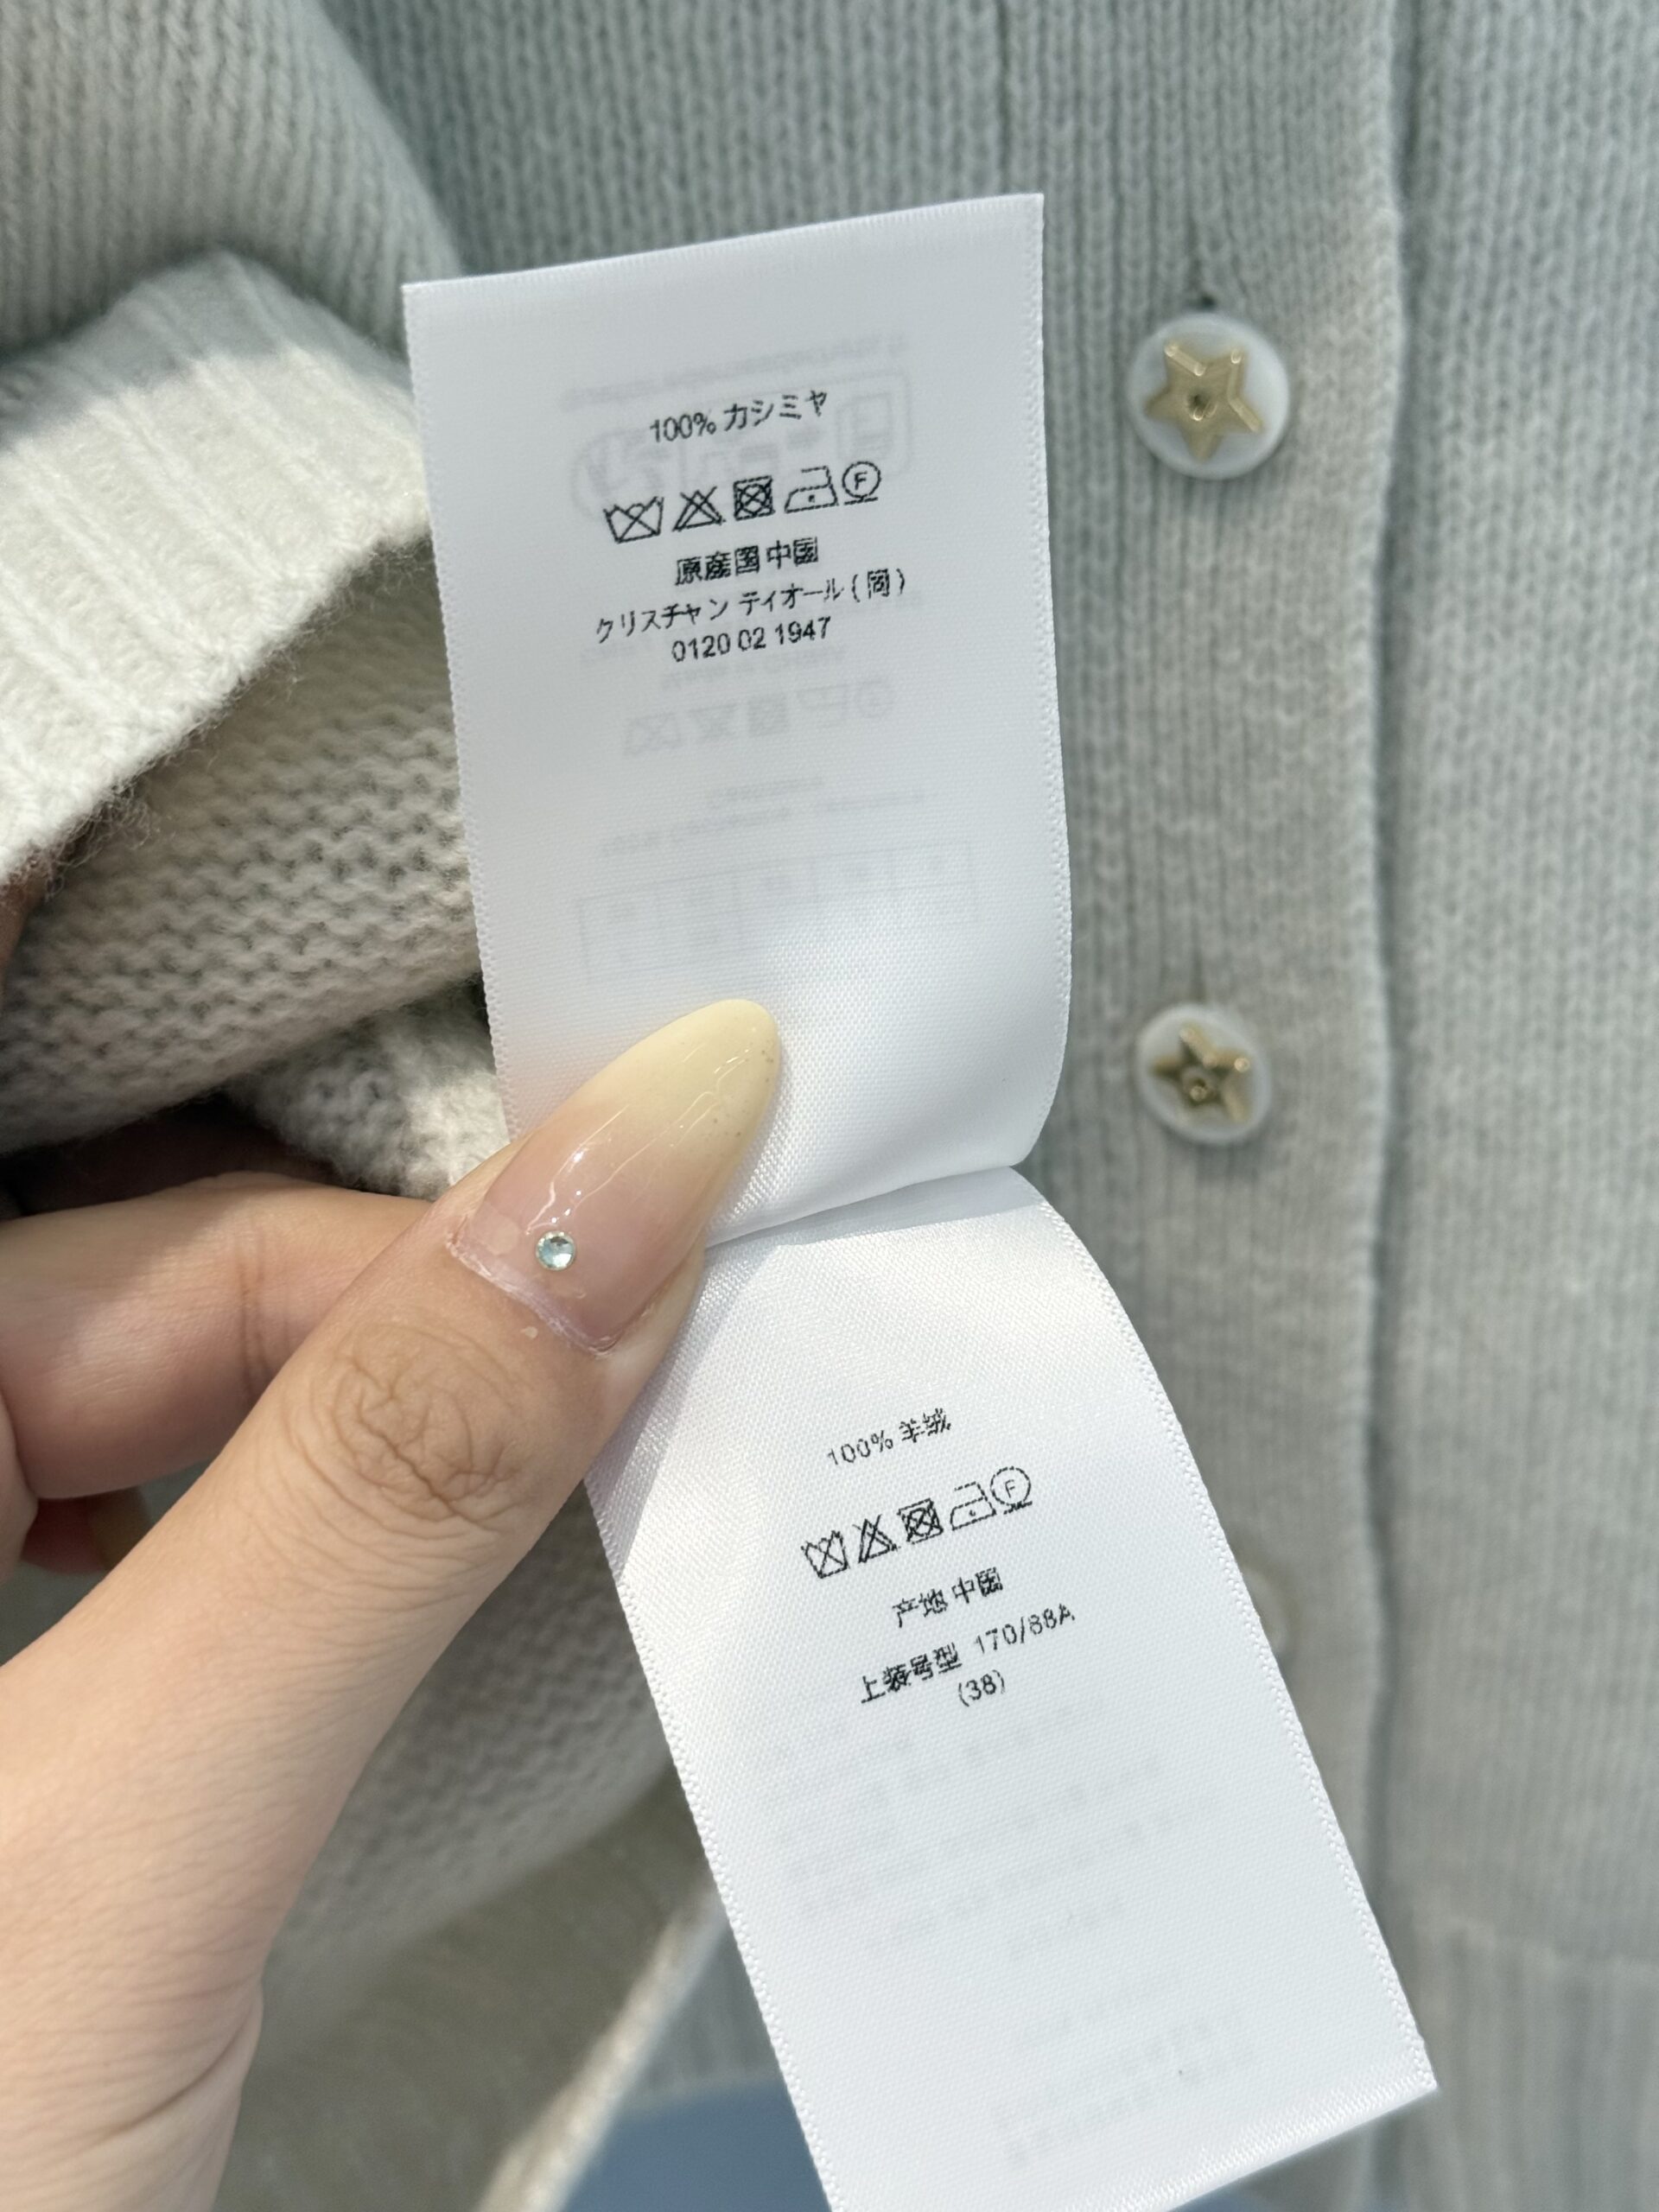 100% カシミヤ
F
原産国 中国
クリスチャン ディオール (同)
0120 02 1947
100% 羊绒
F
产地 中国
上装号型 170/88A
(38)